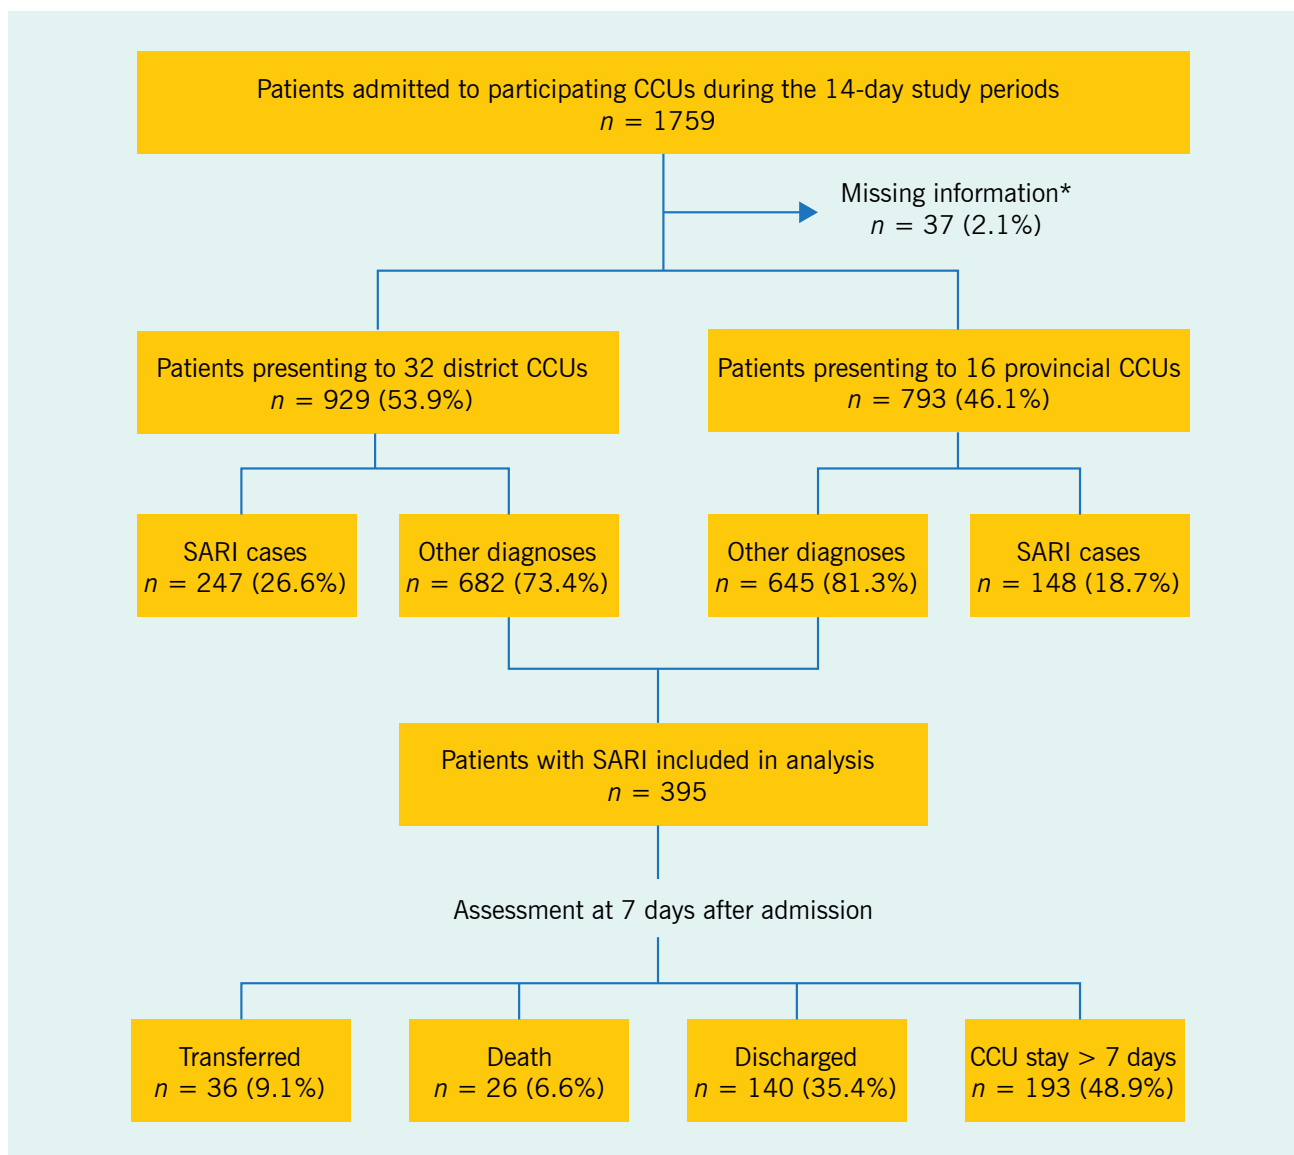 Patients admitted to participating CCUs during the 14-day study periods
n = 1759
Missing information*
n = 37 (2.1%)
Patients presenting to 32 district CCUs
n = 929 (53.9%)
Patients presenting to 16 provincial CCUs
n = 793 (46.1%)
SARI cases
n = 247 (26.6%)
Other diagnoses
n = 682 (73.4%)
Other diagnoses
n = 645 (81.3%)
SARI cases
n = 148 (18.7%)
Patients with SARI included in analysis
n = 395
Assessment at 7 days after admission
Transferred
n = 36 (9.1%)
Death
n = 26 (6.6%)
Discharged
n = 140 (35.4%)
CCU stay > 7 days
n = 193 (48.9%)